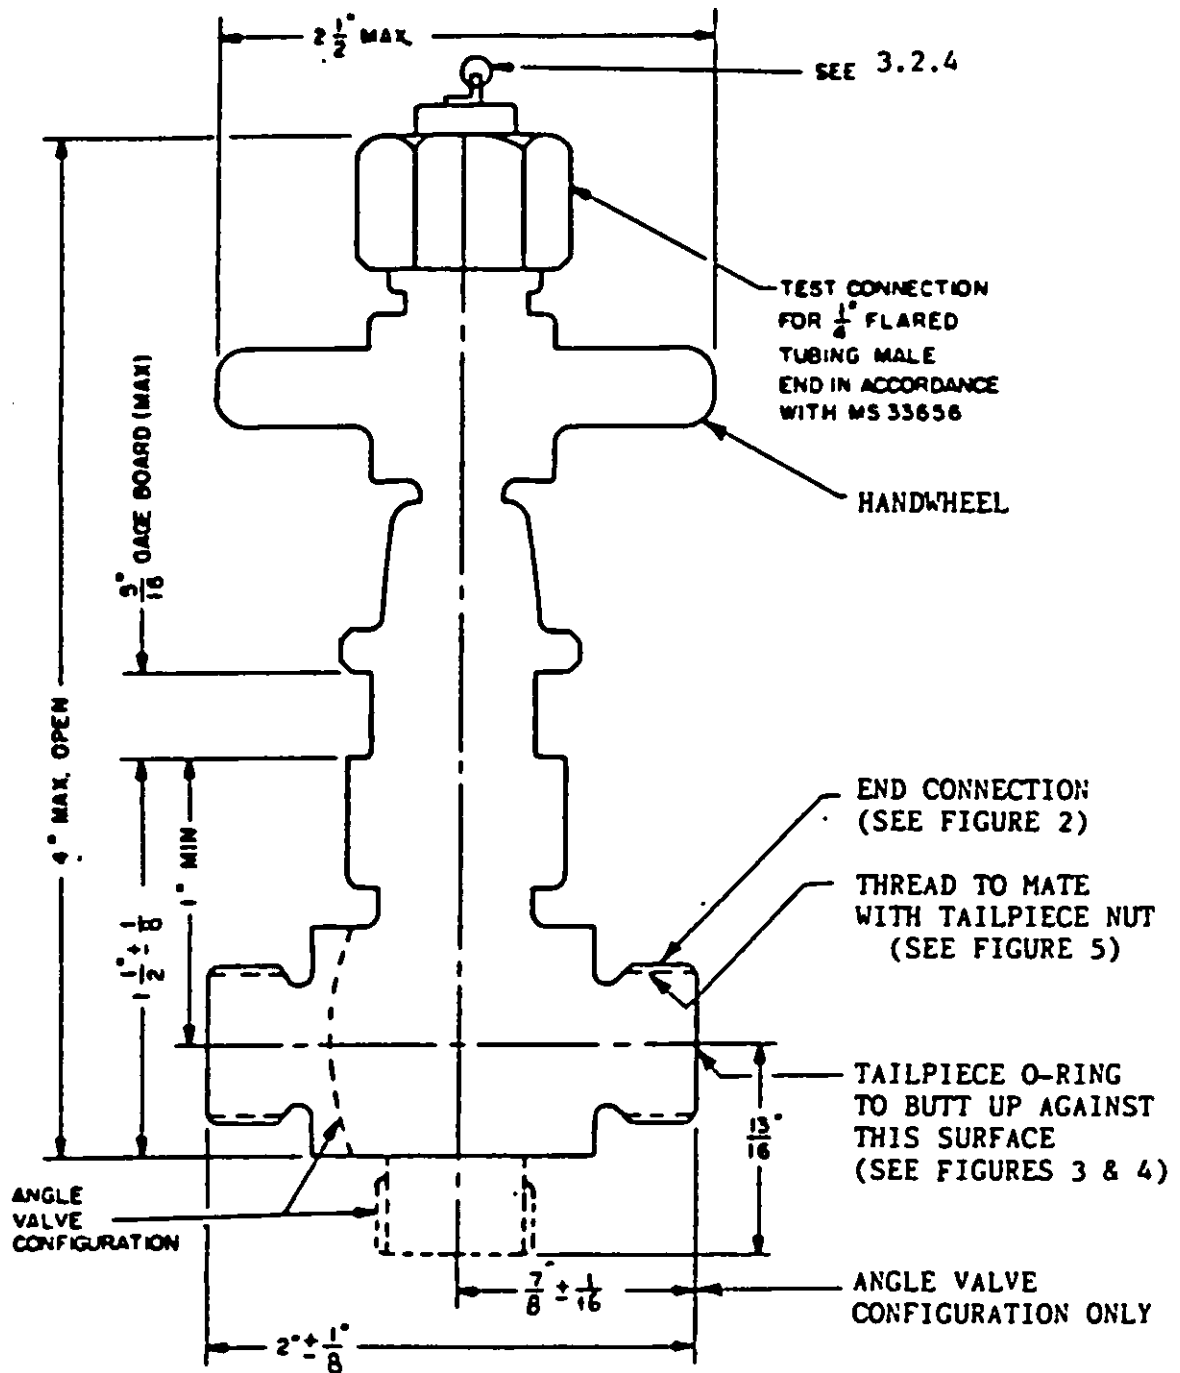 2 1/2" MAX.
SEE 3.2.4
TEST CONNECTION
FOR 1/4" FLARED
TUBING MALE
END IN ACCORDANCE
WITH MS 33656
HANDWHEEL
5/16" GAGE BOARD (MAX)
4" MAX. OPEN
1" MIN
1 1/2" ± 1/8
END CONNECTION
(SEE FIGURE 2)
THREAD TO MATE
WITH TAILPIECE NUT
(SEE FIGURE 5)
TAILPIECE O-RING
TO BUTT UP AGAINST
THIS SURFACE
(SEE FIGURES 3 & 4)
13/16"
ANGLE
VALVE
CONFIGURATION
7/8" ± 1/16
ANGLE VALVE
CONFIGURATION ONLY
2" ± 1/8"